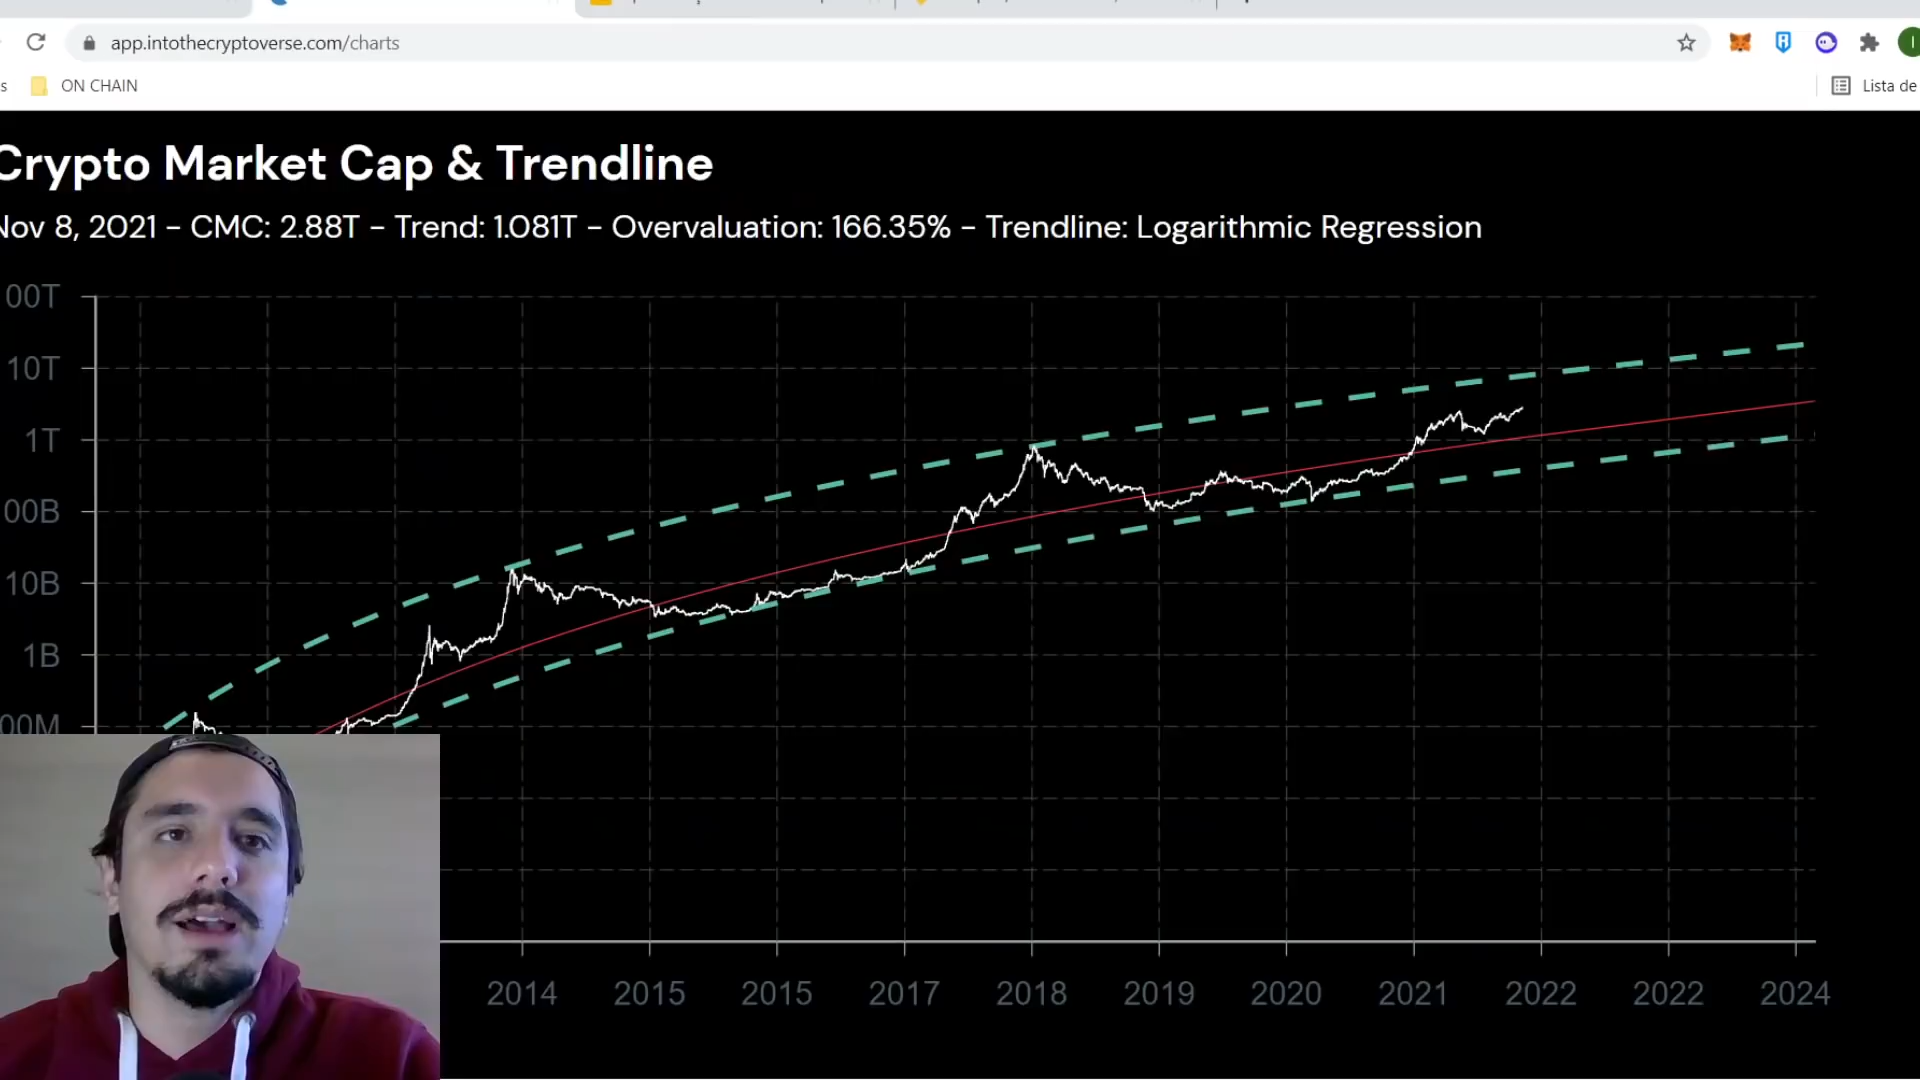 app.intothecryptoverse.com/charts
s ON CHAIN Lista de
Crypto Market Cap & Trendline
Nov 8, 2021 - CMC: 2.88T - Trend: 1.081T - Overvaluation: 166.35% - Trendline: Logarithmic Regression
00T
10T
1T
00B
10B
1B
00M
2014 2015 2015 2017 2018 2019 2020 2021 2022 2022 2024